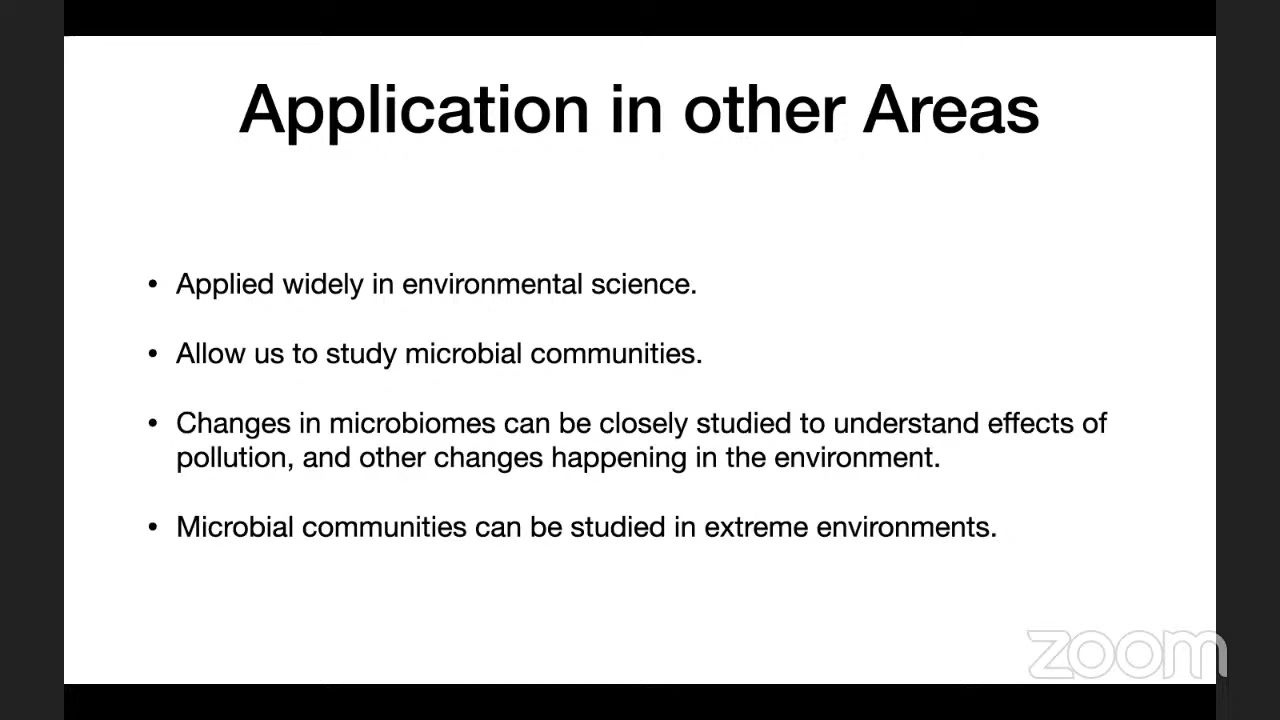 Application in other Areas
• Applied widely in environmental science.
• Allow us to study microbial communities.
• Changes in microbiomes can be closely studied to understand effects of
pollution, and other changes happening in the environment.
• Microbial communities can be studied in extreme environments.
zoom